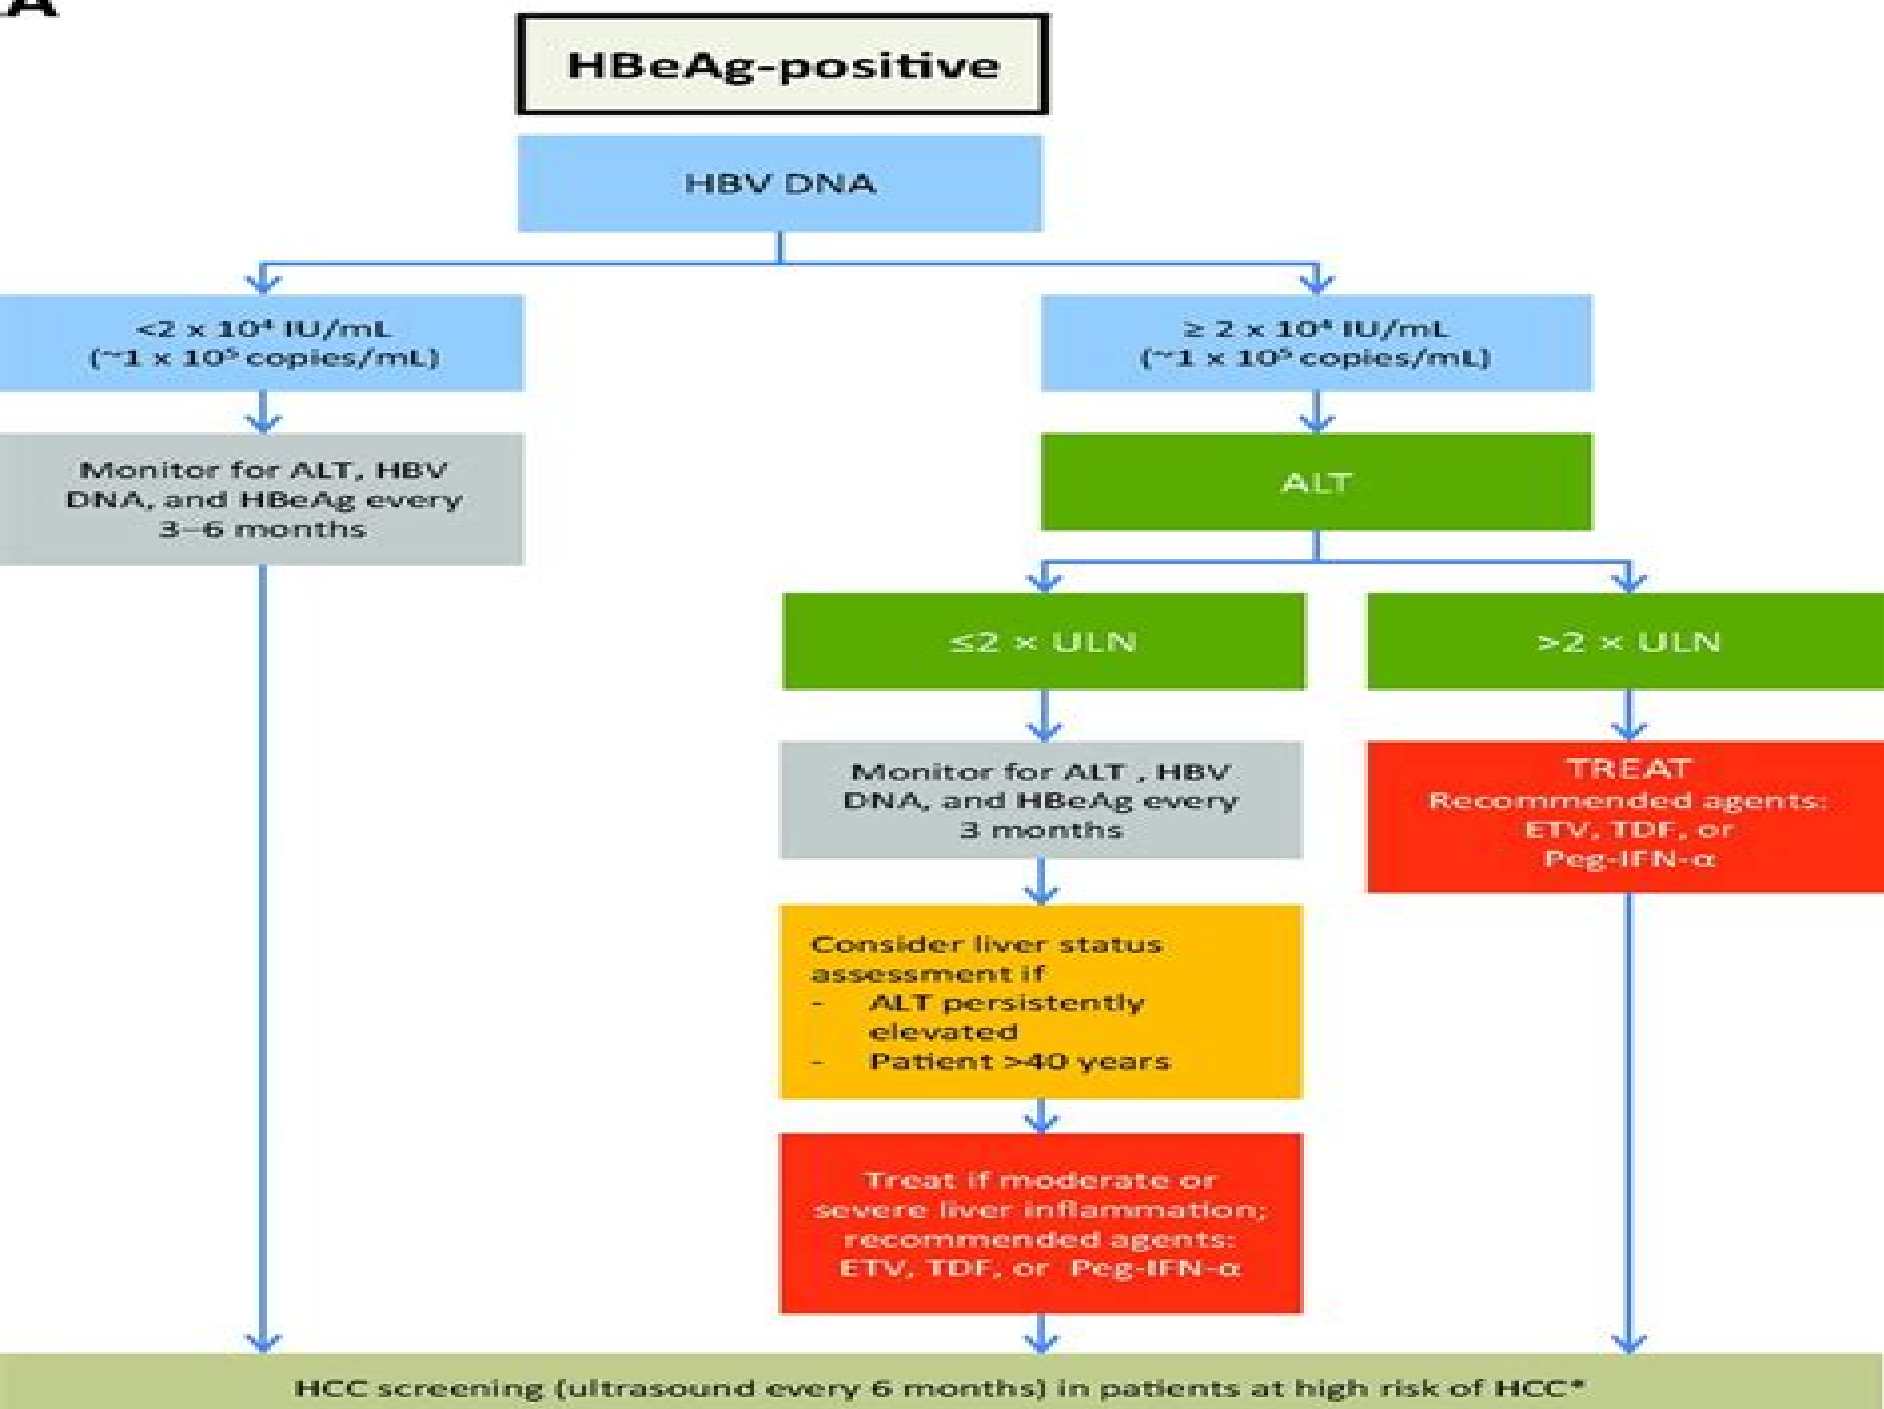 A
HBeAg-positive
HBV DNA
<2 x 10⁴ IU/mL
(~1 x 10⁵ copies/mL)
≥ 2 x 10⁴ IU/mL
(~1 x 10⁵ copies/mL)
Monitor for ALT, HBV
DNA, and HBeAg every
3–6 months
ALT
≤2 × ULN
>2 × ULN
Monitor for ALT , HBV
DNA, and HBeAg every
3 months
TREAT
Recommended agents:
ETV, TDF, or
Peg-IFN-α
Consider liver status
assessment if
- ALT persistently
elevated
- Patient >40 years
Treat if moderate or
severe liver inflammation;
recommended agents:
ETV, TDF, or Peg-IFN-α
HCC screening (ultrasound every 6 months) in patients at high risk of HCC*